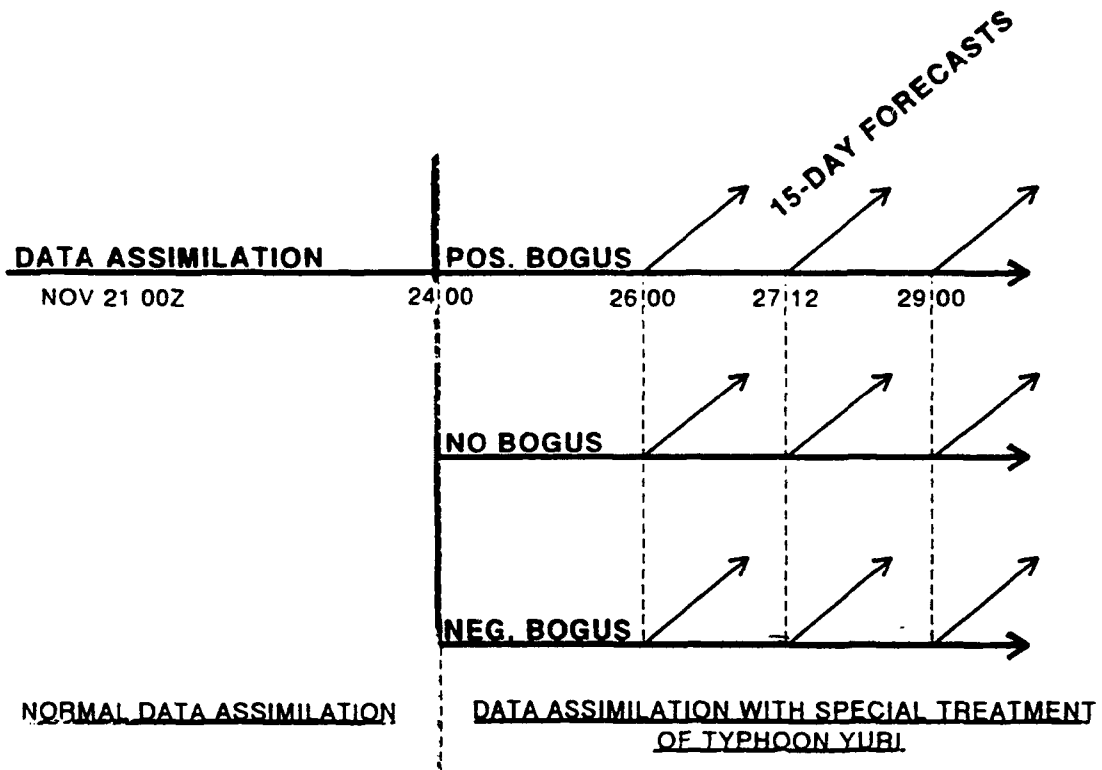 15-DAY FORECASTS
DATA ASSIMILATION
POS. BOGUS
NOV 21 00Z
24 00
26 00
27 12
29 00
NO BOGUS
NEG. BOGUS
NORMAL DATA ASSIMILATION
DATA ASSIMILATION WITH SPECIAL TREATMENT
OF TYPHOON YURI